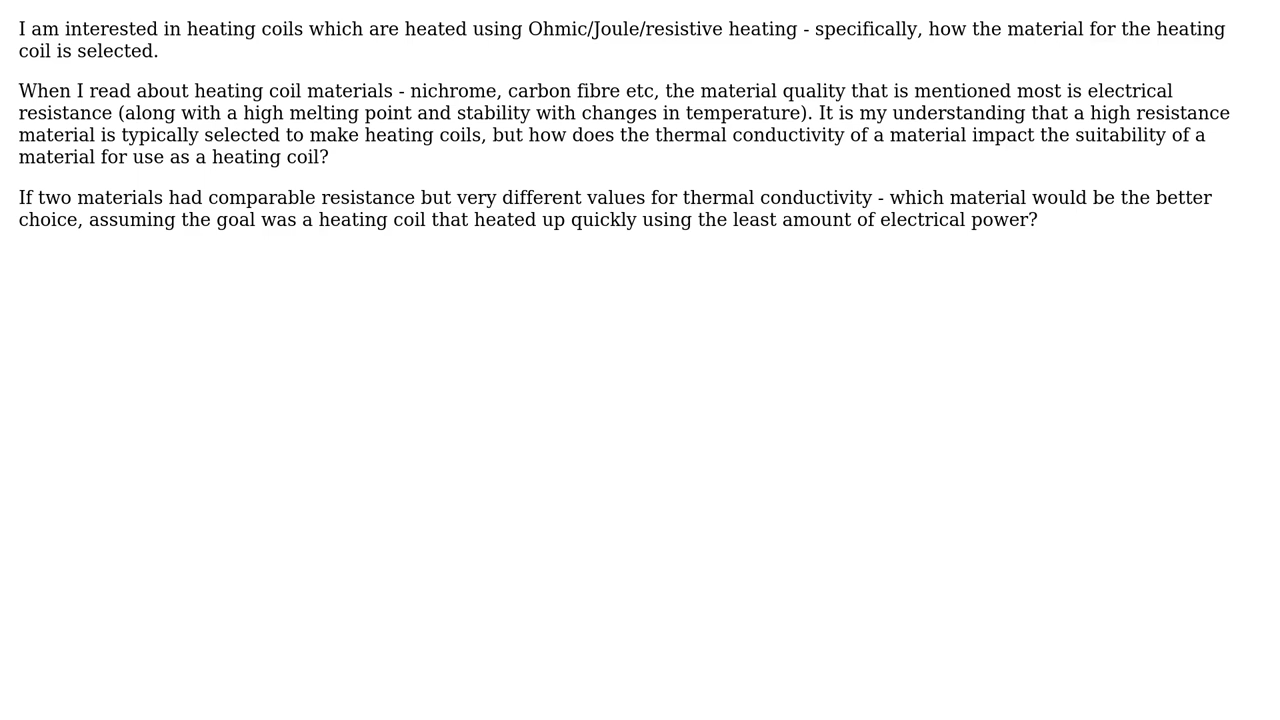 I am interested in heating coils which are heated using Ohmic/Joule/resistive heating - specifically, how the material for the heating
coil is selected.
When I read about heating coil materials - nichrome, carbon fibre etc, the material quality that is mentioned most is electrical
resistance (along with a high melting point and stability with changes in temperature). It is my understanding that a high resistance
material is typically selected to make heating coils, but how does the thermal conductivity of a material impact the suitability of a
material for use as a heating coil?
If two materials had comparable resistance but very different values for thermal conductivity - which material would be the better
choice, assuming the goal was a heating coil that heated up quickly using the least amount of electrical power?